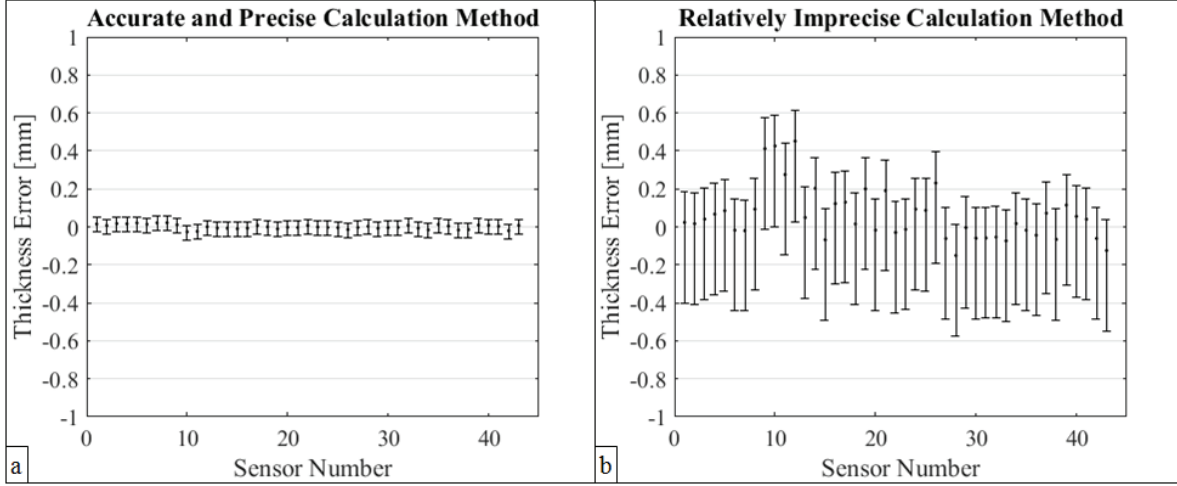 Accurate and Precise Calculation Method
1
0.8
0.6
0.4
0.2
0
-0.2
-0.4
-0.6
-0.8
-1
Thickness Error [mm]
0 10 20 30 40
Sensor Number
a
Relatively Imprecise Calculation Method
1
0.8
0.6
0.4
0.2
0
-0.2
-0.4
-0.6
-0.8
-1
Thickness Error [mm]
0 10 20 30 40
Sensor Number
b